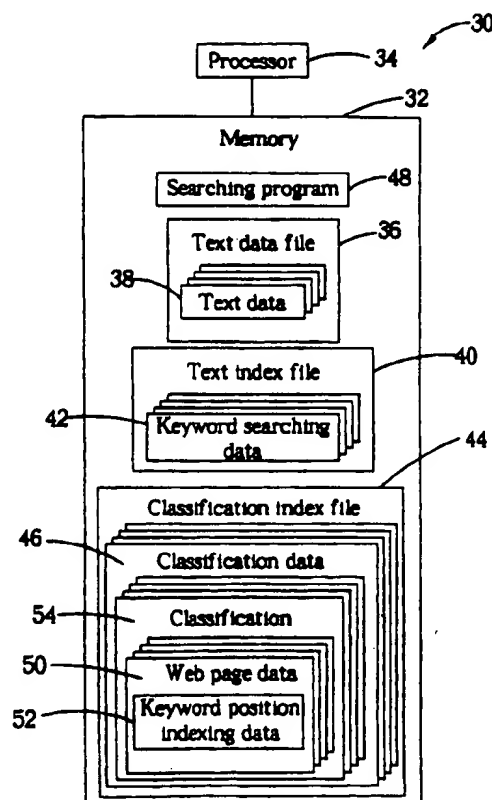 30
Processor
34
32
Memory
Searching program
48
Text data file
36
38
Text data
Text index file
40
42
Keyword searching
data
44
Classification index file
46
Classification data
54
Classification
50
Web page data
52
Keyword position
indexing data